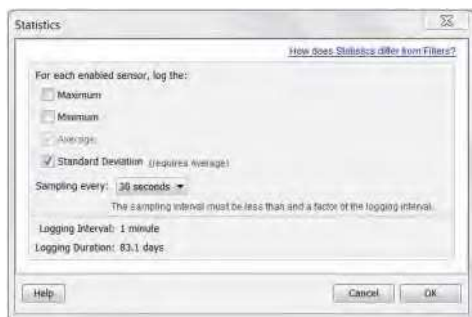 Statistics
How does Statistics differ from Filters?
For each enabled sensor, log the:
Maximum
Minimum
Average
Standard Deviation (requires average)
Sampling every: 30 seconds
The sampling interval must be less than and a factor of the logging interval.
Logging Interval: 1 minute
Logging Duration: 83.1 days
Help
Cancel
OK